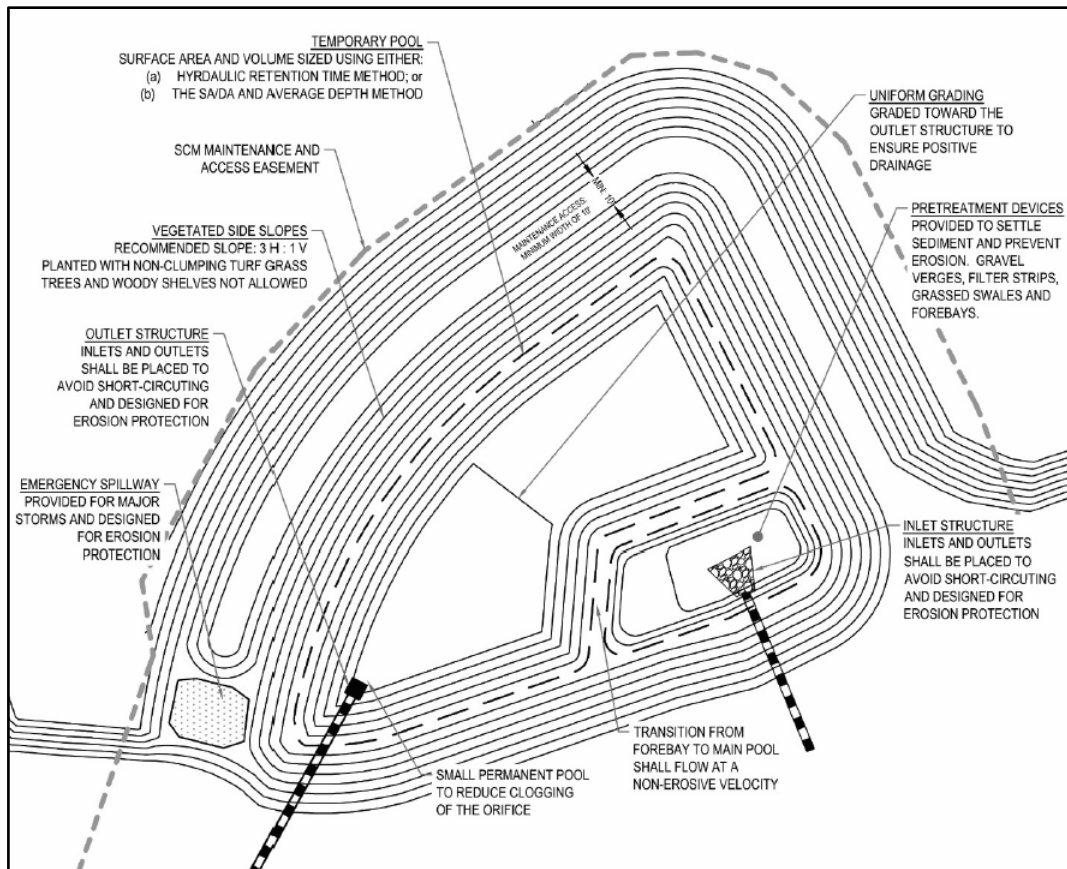 TEMPORARY POOL
SURFACE AREA AND VOLUME SIZED USING EITHER:
(a) HYRDAULIC RETENTION TIME METHOD; or
(b) THE SA/DA AND AVERAGE DEPTH METHOD
SCM MAINTENANCE AND
ACCESS EASEMENT
VEGETATED SIDE SLOPES
RECOMMENDED SLOPE: 3 H : 1 V
PLANTED WITH NON-CLUMPING TURF GRASS
TREES AND WOODY SHELVES NOT ALLOWED
OUTLET STRUCTURE
INLETS AND OUTLETS
SHALL BE PLACED TO
AVOID SHORT-CIRCUTING
AND DESIGNED FOR
EROSION PROTECTION
EMERGENCY SPILLWAY
PROVIDED FOR MAJOR
STORMS AND DESIGNED
FOR EROSION
PROTECTION
MIN: 10'
MAINTENANCE ACCESS:
MINIMUM WIDTH OF 10'
UNIFORM GRADING
GRADED TOWARD THE
OUTLET STRUCTURE TO
ENSURE POSITIVE
DRAINAGE
PRETREATMENT DEVICES
PROVIDED TO SETTLE
SEDIMENT AND PREVENT
EROSION. GRAVEL
VERGES, FILTER STRIPS,
GRASSED SWALES AND
FOREBAYS.
INLET STRUCTURE
INLETS AND OUTLETS
SHALL BE PLACED TO
AVOID SHORT-CIRCUTING
AND DESIGNED FOR
EROSION PROTECTION
TRANSITION FROM
FOREBAY TO MAIN POOL
SHALL FLOW AT A
NON-EROSIVE VELOCITY
SMALL PERMANENT POOL
TO REDUCE CLOGGING
OF THE ORIFICE